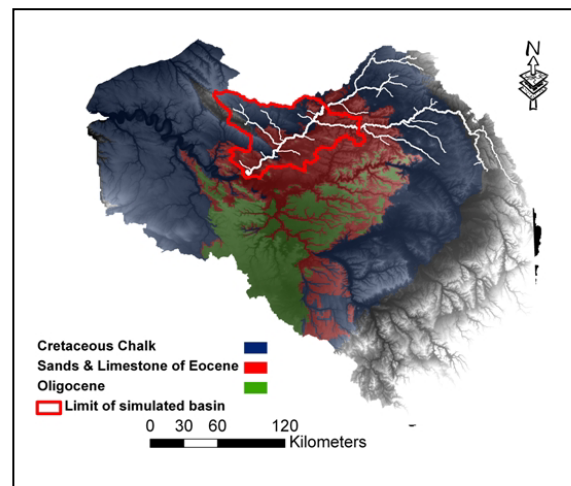 N
Cretaceous Chalk
Sands & Limestone of Eocene
Oligocene
Limit of simulated basin
0 30 60 120
Kilometers